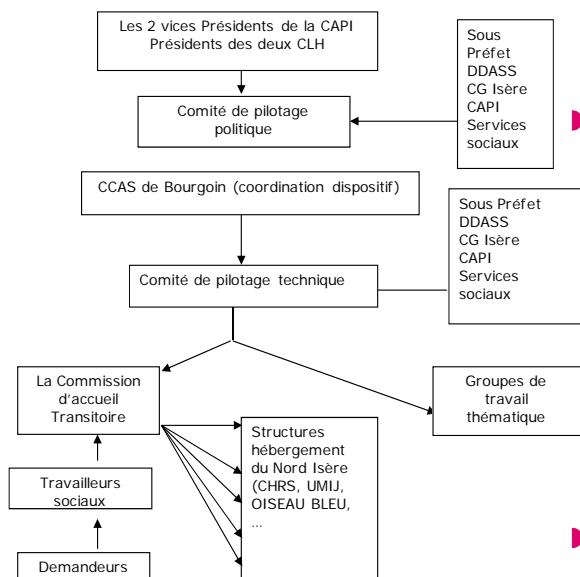 Les 2 vices Présidents de la CAPI
Présidents des deux CLH
Sous
Préfet
DDASS
CG Isère
CAPI
Services
sociaux
Comité de pilotage
politique
CCAS de Bourgoin (coordination dispositif)
Sous Préfet
DDASS
CG Isère
CAPI
Services
sociaux
Comité de pilotage technique
La Commission
d'accueil
Transitoire
Groupes de
travail
thématique
Structures
hébergement
du Nord Isère
(CHRS, UMIJ,
OISEAU BLEU,
...
Travailleurs
sociaux
Demandeurs